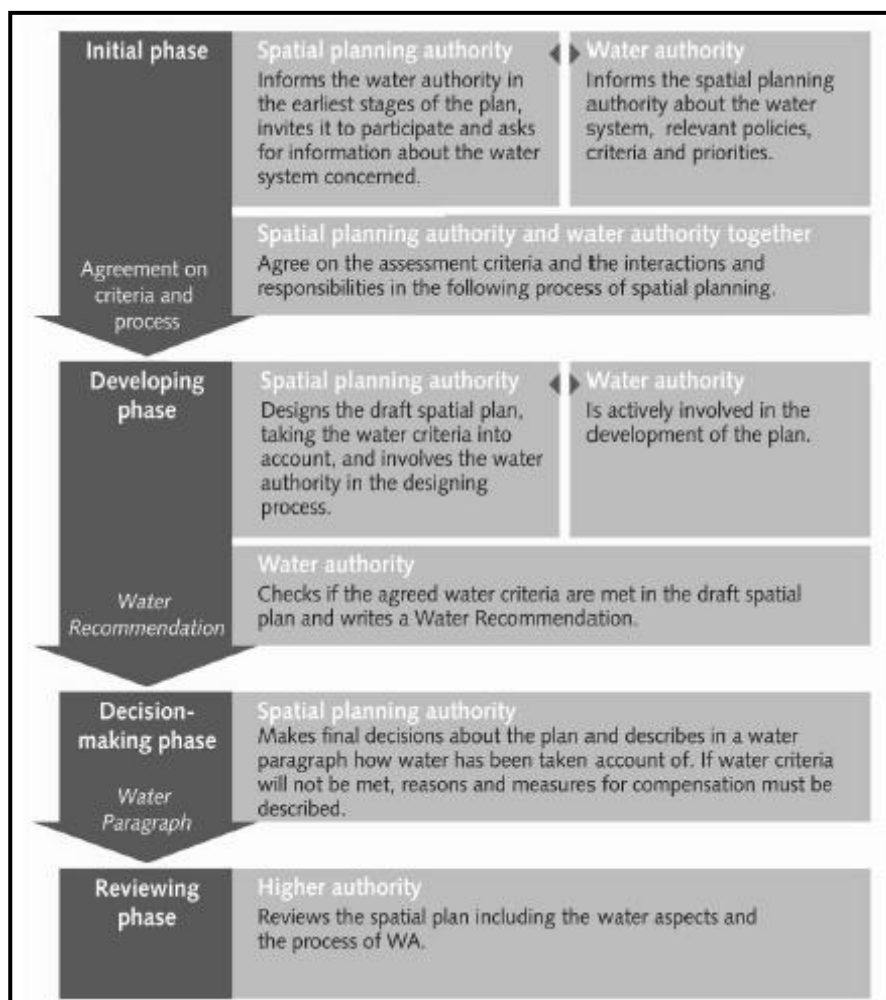 Initial phase
Spatial planning authority
Informs the water authority in
the earliest stages of the plan,
invites it to participate and asks
for information about the water
system concerned.
Water authority
Informs the spatial planning
authority about the water
system, relevant policies,
criteria and priorities.
Spatial planning authority and water authority together
Agree on the assessment criteria and the interactions and
responsibilities in the following process of spatial planning.
Agreement on
criteria and
process
Developing
phase
Spatial planning authority
Designs the draft spatial plan,
taking the water criteria into
account, and involves the water
authority in the designing
process.
Water authority
Is actively involved in the
development of the plan.
Water authority
Checks if the agreed water criteria are met in the draft spatial
plan and writes a Water Recommendation.
Water
Recommendation
Decision-
making phase
Water
Paragraph
Spatial planning authority
Makes final decisions about the plan and describes in a water
paragraph how water has been taken account of. If water criteria
will not be met, reasons and measures for compensation must be
described.
Reviewing
phase
Higher authority
Reviews the spatial plan including the water aspects and
the process of WA.